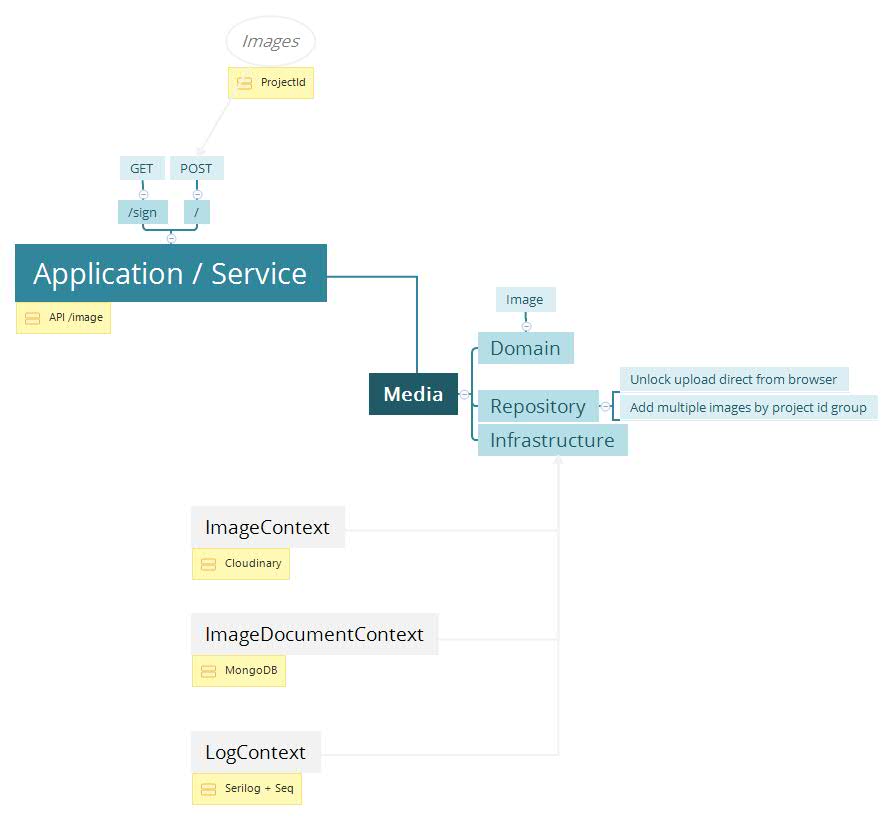 Images
ProjectId
GET
POST
/sign
/
Application / Service
API /image
Image
Domain
Media
Repository
Unlock upload direct from browser
Add multiple images by project id group
Infrastructure
ImageContext
Cloudinary
ImageDocumentContext
MongoDB
LogContext
Serilog + Seq